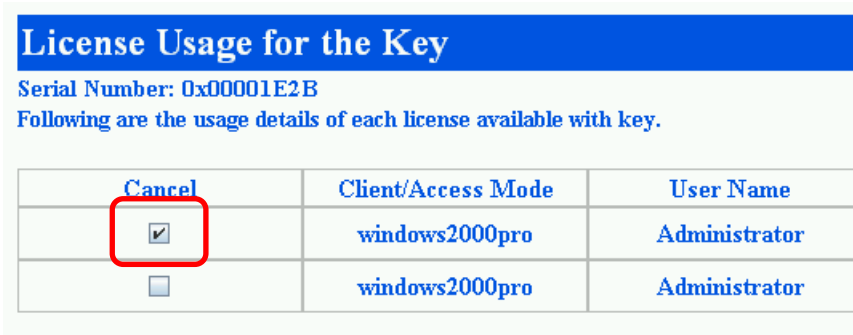 License Usage for the Key
Serial Number: 0x00001E2B
Following are the usage details of each license available with key.
Cancel Client/Access Mode User Name
windows2000pro Administrator
windows2000pro Administrator